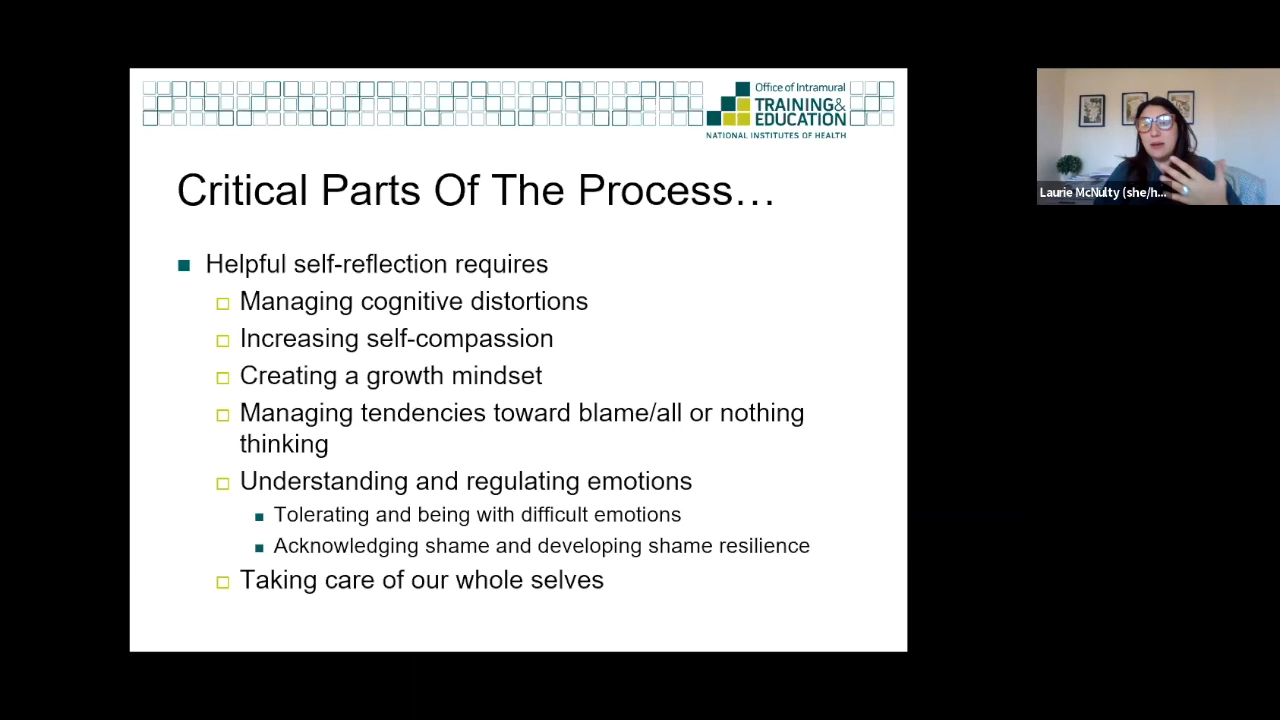 Office of Intramural
TRAINING&
EDUCATION
NATIONAL INSTITUTES OF HEALTH
Critical Parts Of The Process…
Helpful self-reflection requires
Managing cognitive distortions
Increasing self-compassion
Creating a growth mindset
Managing tendencies toward blame/all or nothing
thinking
Understanding and regulating emotions
Tolerating and being with difficult emotions
Acknowledging shame and developing shame resilience
Taking care of our whole selves
Laurie McNulty (she/h...